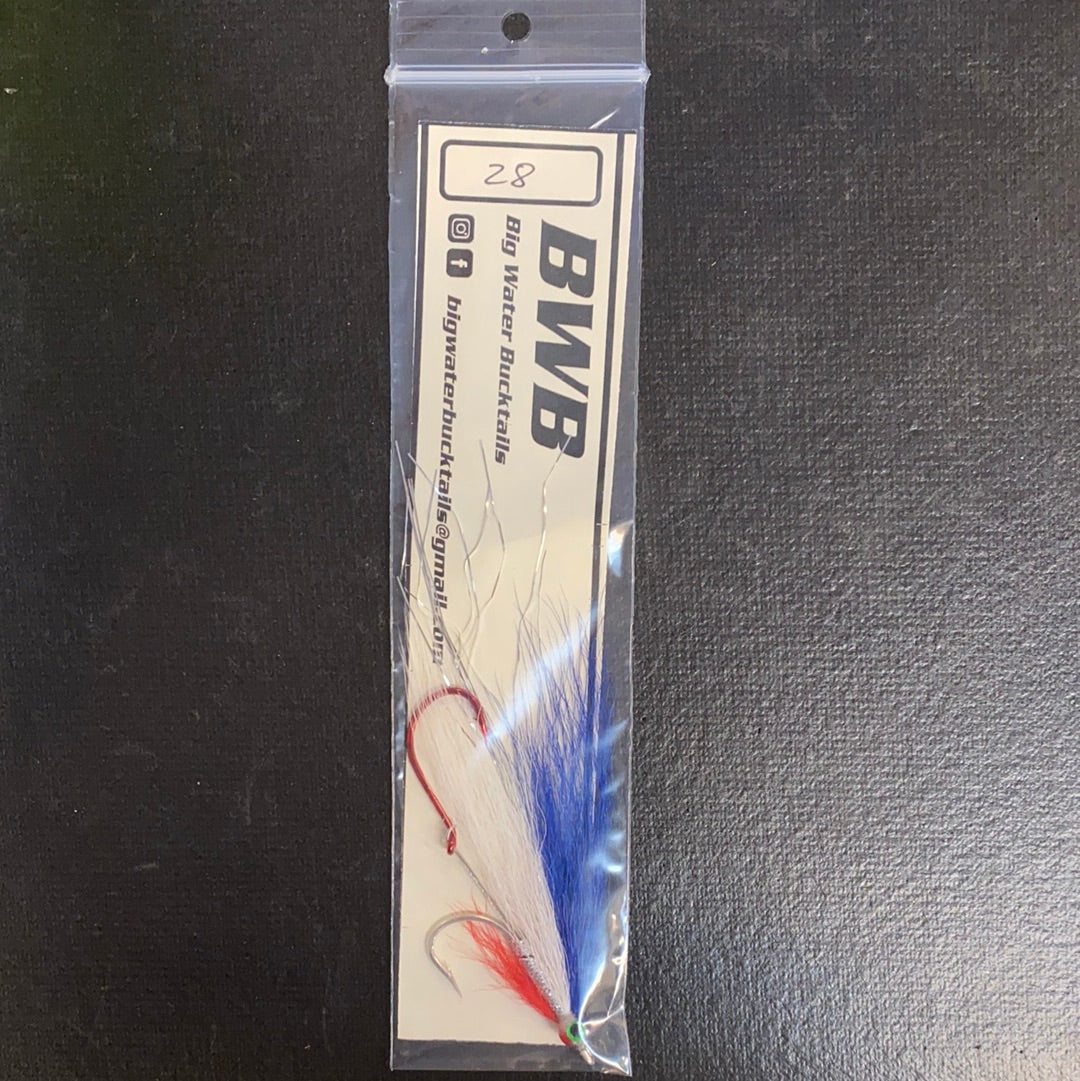 28
BWB
Big Water Bucktails
bigwaterbucktails@gmail.com